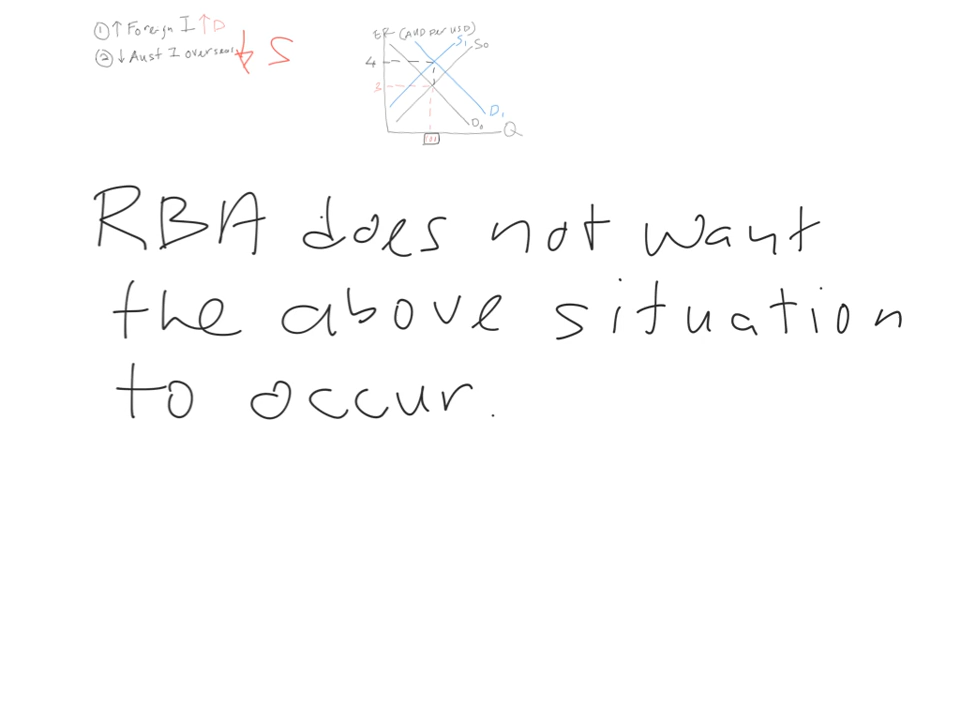 ① ↑ Foreign I ↑ D
② ↓ Aust I overseas ↓ S
ER (AUD per USD)
S₁ S₀
4
3
D₁
D₀ Q
RBA does not want
the above situation
to occur.